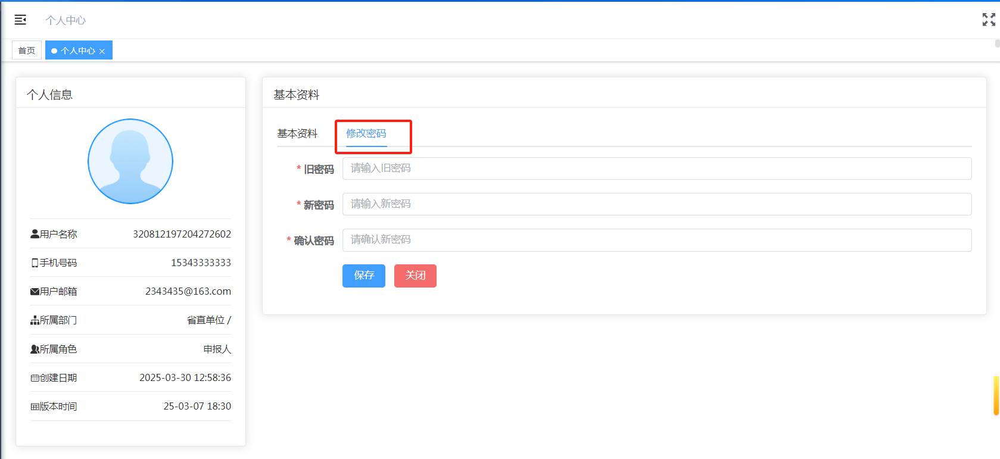 个人中心
首页
个人中心 ×
个人信息
用户名称 320812197204272602
手机号码 15343333333
用户邮箱 2343435@163.com
所属部门 省直单位 /
所属角色 申报人
创建日期 2025-03-30 12:58:36
版本时间 25-03-07 18:30
基本资料
基本资料 修改密码
* 旧密码 请输入旧密码
* 新密码 请输入新密码
* 确认密码 请确认新密码
保存 关闭